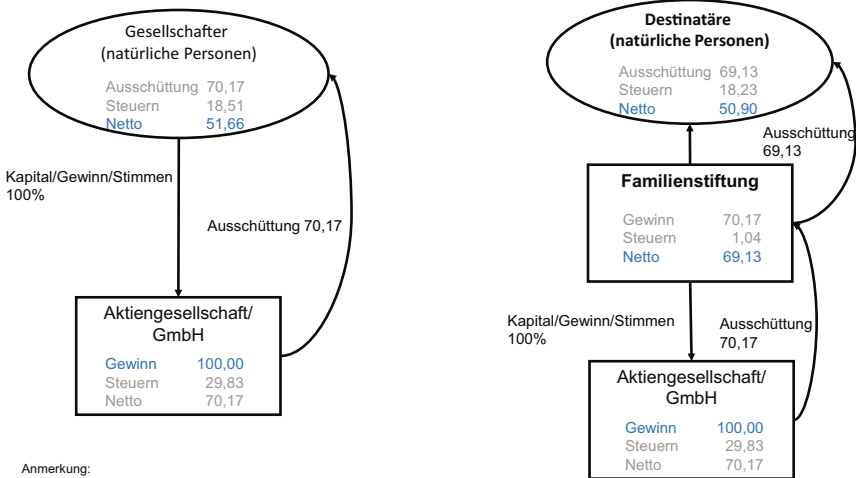 Gesellschafter
(natürliche Personen)
Ausschüttung 70,17
Steuern 18,51
Netto 51,66
Kapital/Gewinn/Stimmen
100%
Ausschüttung 70,17
Aktiengesellschaft/
GmbH
Gewinn 100,00
Steuern 29,83
Netto 70,17
Anmerkung:
Destinatäre
(natürliche Personen)
Ausschüttung 69,13
Steuern 18,23
Netto 50,90
Ausschüttung
69,13
Familienstiftung
Gewinn 70,17
Steuern 1,04
Netto 69,13
Kapital/Gewinn/Stimmen
100%
Ausschüttung
70,17
Aktiengesellschaft/
GmbH
Gewinn 100,00
Steuern 29,83
Netto 70,17